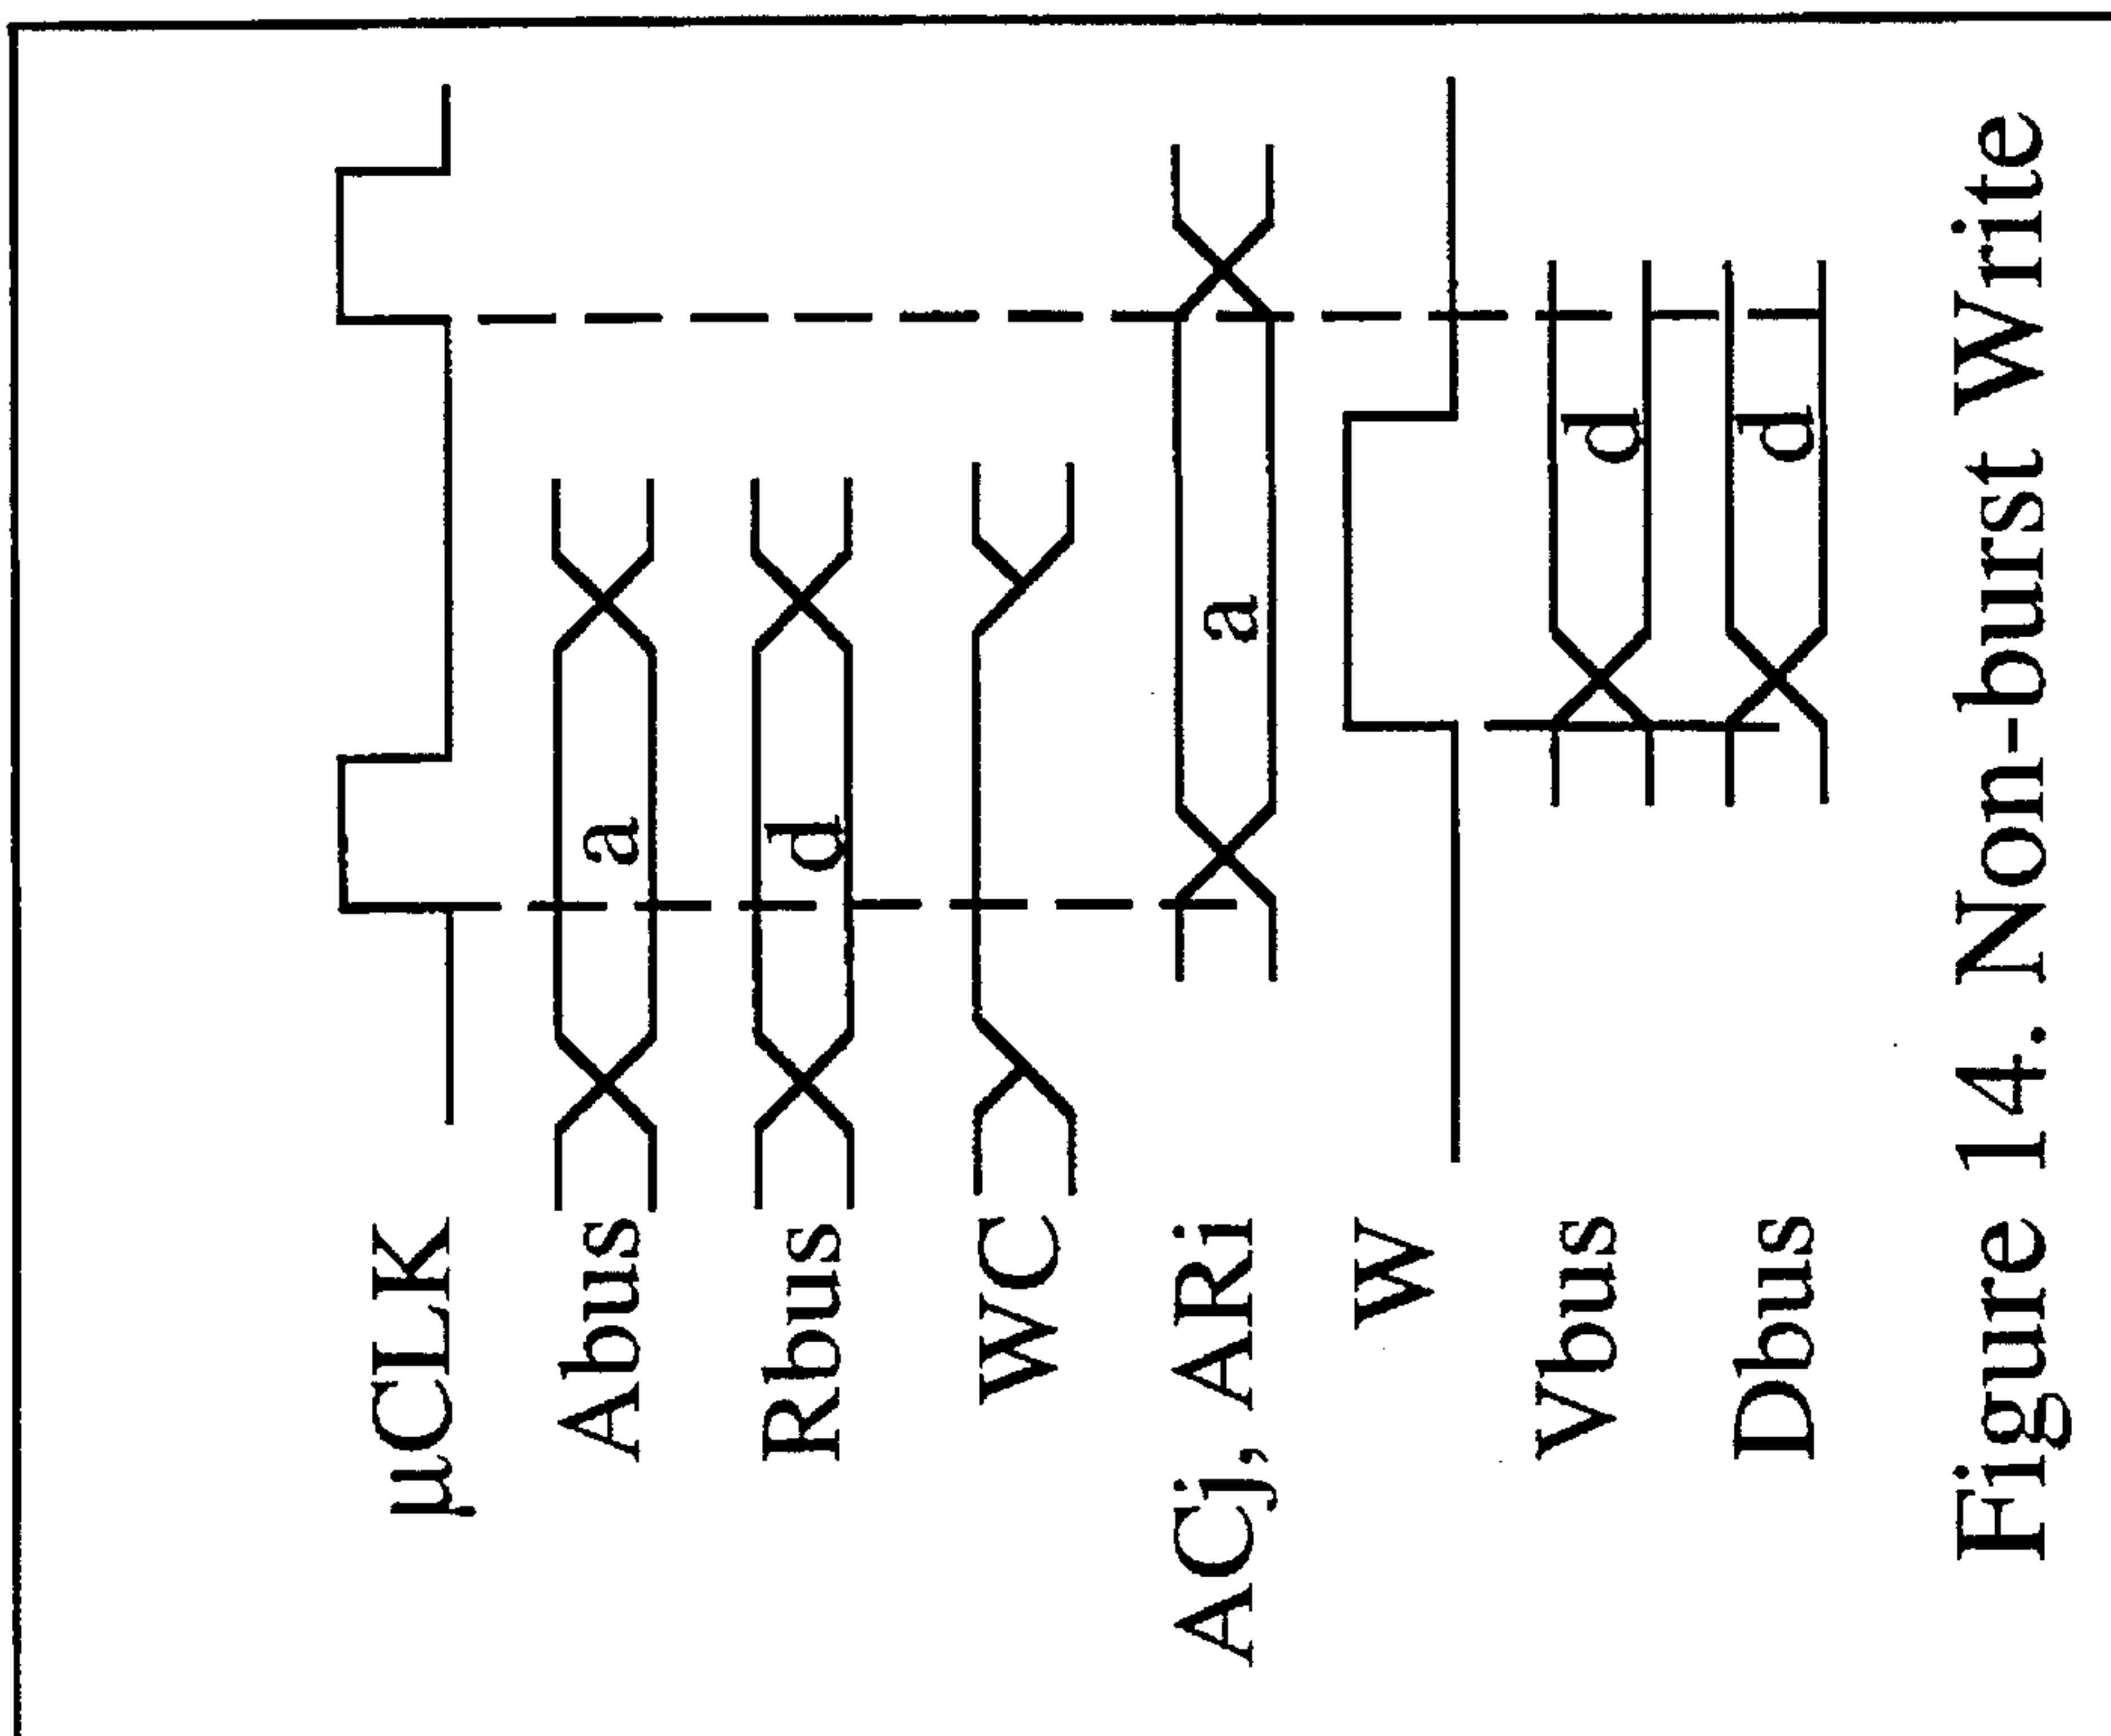 μCLK
Abus a
Rbus d
WC
ACj, ARi a
W
Vbus d
Dbus d
Figure 14. Non-burst Write